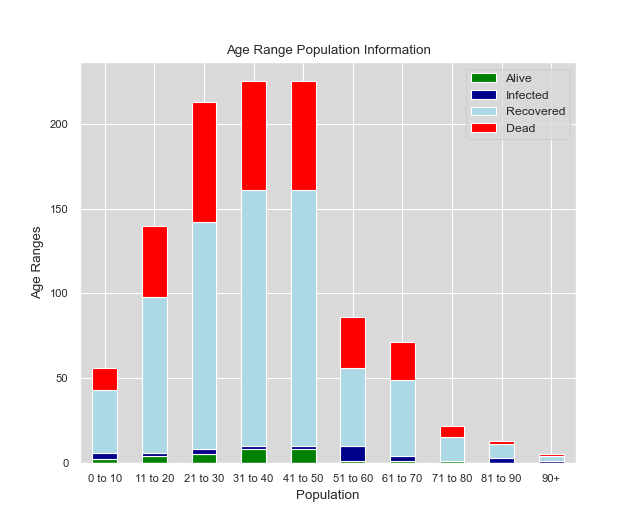 Age Range Population Information
Alive
Infected
Recovered
Dead
Age Ranges
200
150
100
50
0
0 to 10 11 to 20 21 to 30 31 to 40 41 to 50 51 to 60 61 to 70 71 to 80 81 to 90 90+
Population